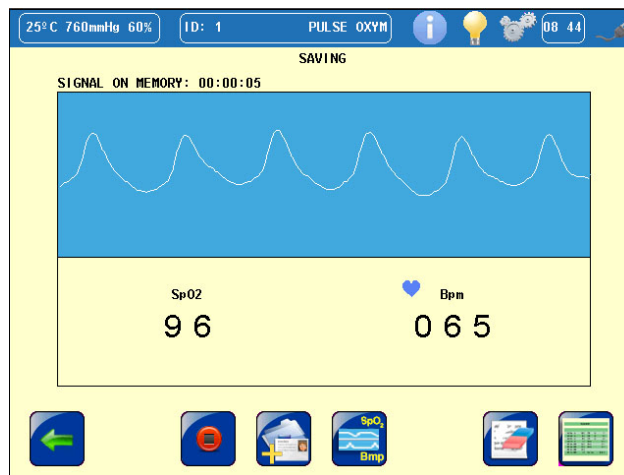 25ºC 760mmHg 60% ID: 1 PULSE OXYM 08 44
SAVING
SIGNAL ON MEMORY: 00:00:05
SpO2 Bpm
96 065
SpO₂
Bmp